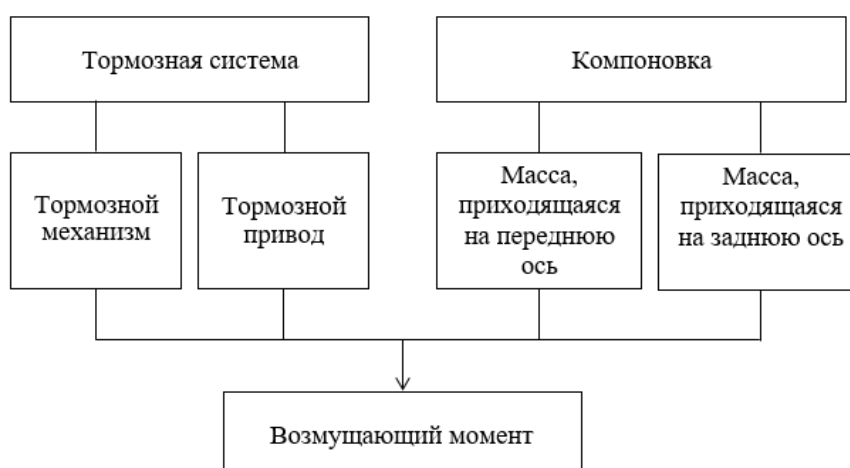 Тормозная система
Компоновка
Тормозной
механизм
Тормозной
привод
Масса,
приходящаяся
на переднюю
ось
Масса,
приходящаяся
на заднюю ось
Возмущающий момент